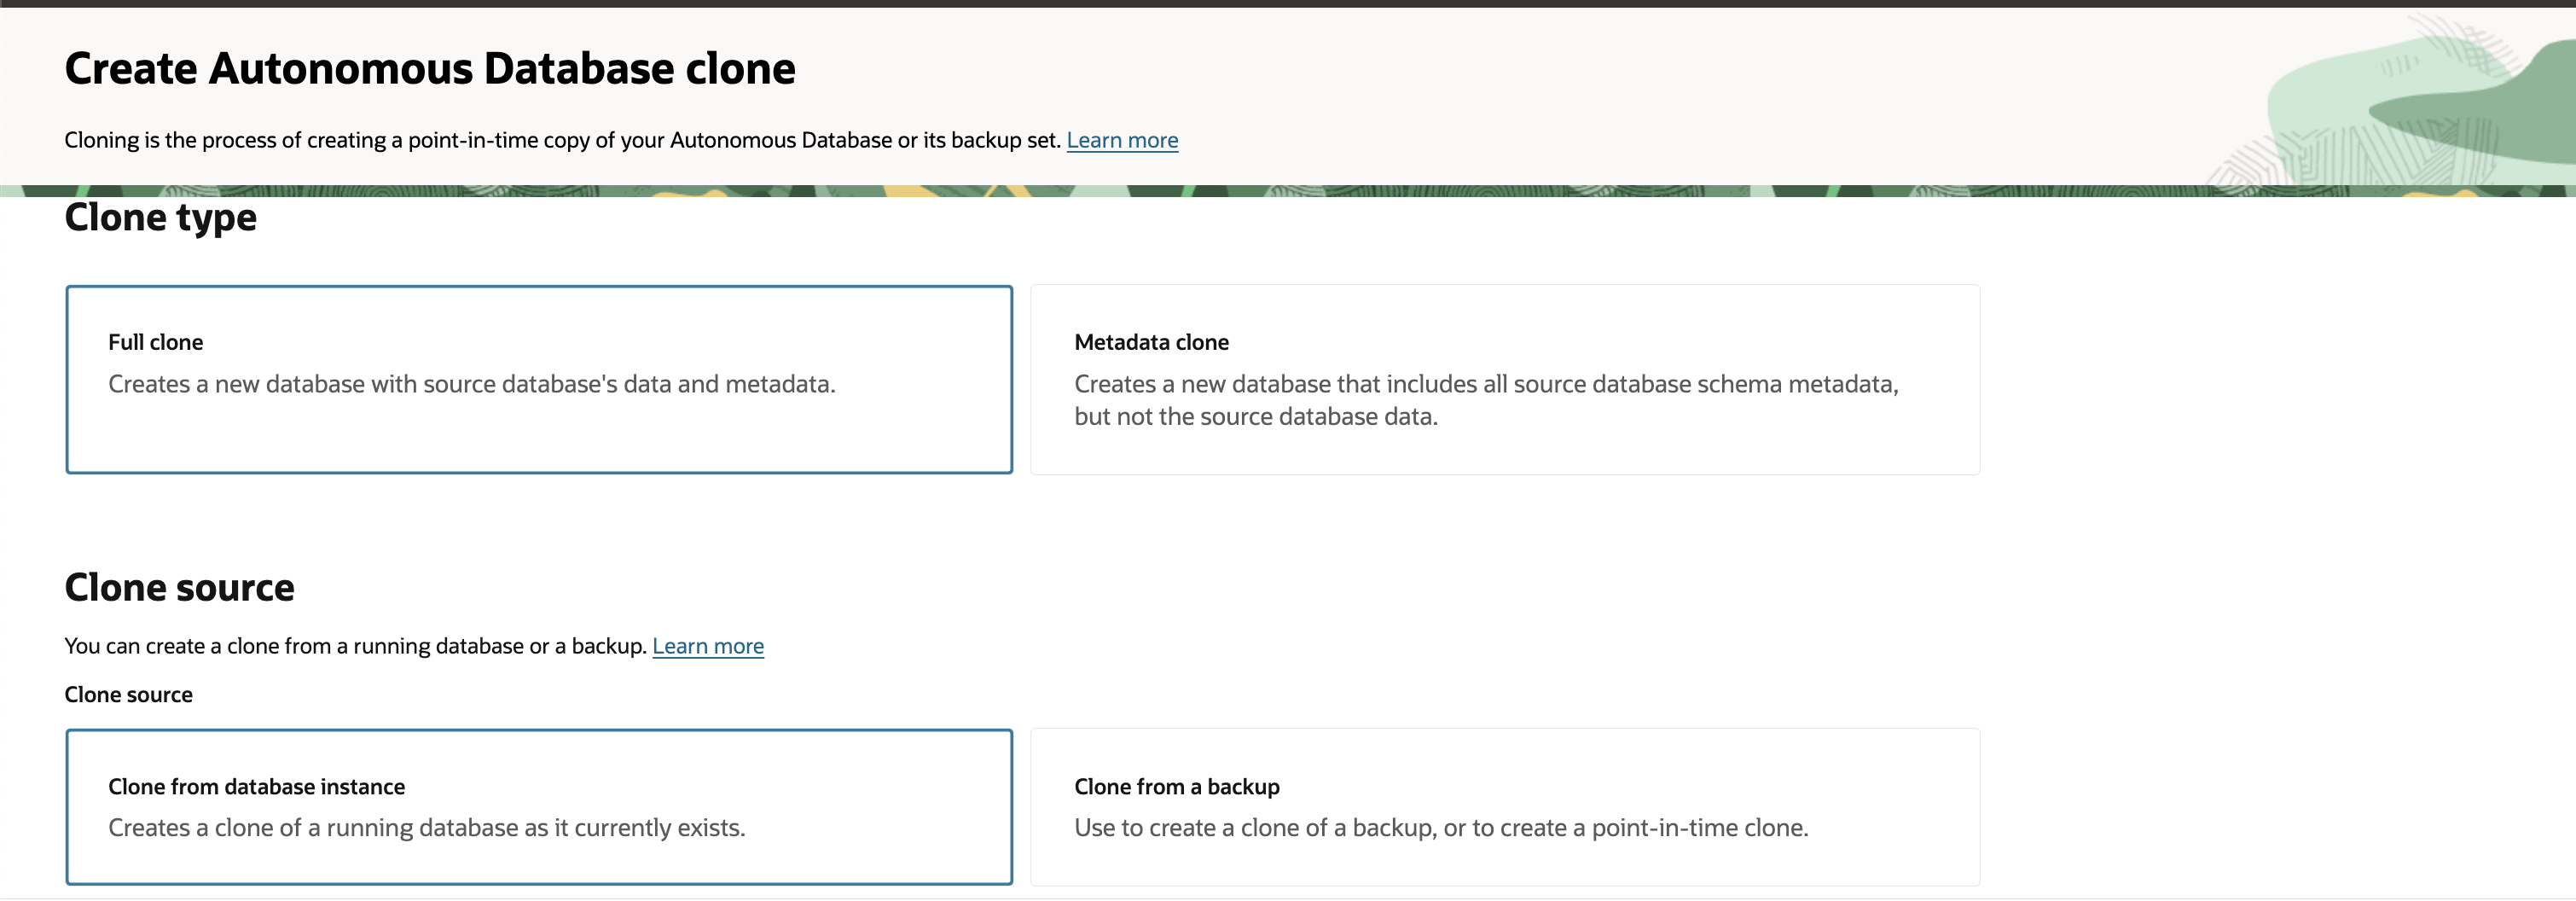 Create Autonomous Database clone
Cloning is the process of creating a point-in-time copy of your Autonomous Database or its backup set. Learn more
Clone type
Full clone
Creates a new database with source database's data and metadata.
Metadata clone
Creates a new database that includes all source database schema metadata,
but not the source database data.
Clone source
You can create a clone from a running database or a backup. Learn more
Clone source
Clone from database instance
Creates a clone of a running database as it currently exists.
Clone from a backup
Use to create a clone of a backup, or to create a point-in-time clone.